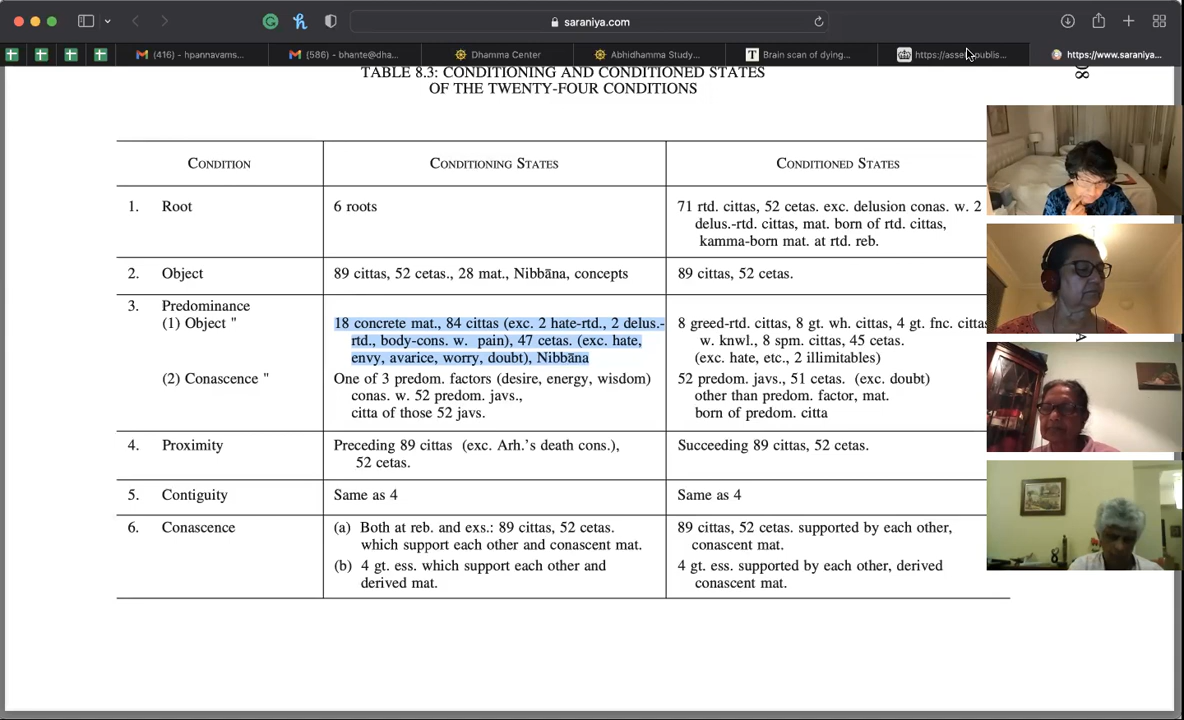 saraniya.com
(416) - hpannavams...
(586) - bhante@dha...
Dhamma Center
Abhidhamma Study...
Brain scan of dying...
https://assets.publis...
https://www.saraniya...
TABLE 8.3: CONDITIONING AND CONDITIONED STATES
OF THE TWENTY-FOUR CONDITIONS
CONDITION
CONDITIONING STATES
CONDITIONED STATES
1. Root
6 roots
71 rtd. cittas, 52 cetas. exc. delusion conas. w. 2
delus.-rtd. cittas, mat. born of rtd. cittas,
kamma-born mat. at rtd. reb.
2. Object
89 cittas, 52 cetas., 28 mat., Nibbāna, concepts
89 cittas, 52 cetas.
3. Predominance
(1) Object "
18 concrete mat., 84 cittas (exc. 2 hate-rtd., 2 delus.-
rtd., body-cons. w. pain), 47 cetas. (exc. hate,
envy, avarice, worry, doubt), Nibbāna
8 greed-rtd. cittas, 8 gt. wh. cittas, 4 gt. fnc. cittas
w. knwl., 8 spm. cittas, 45 cetas.
(exc. hate, etc., 2 illimitables)
(2) Conascence "
One of 3 predom. factors (desire, energy, wisdom)
conas. w. 52 predom. javs.,
citta of those 52 javs.
52 predom. javs., 51 cetas. (exc. doubt)
other than predom. factor, mat.
born of predom. citta
4. Proximity
Preceding 89 cittas (exc. Arh.'s death cons.),
52 cetas.
Succeeding 89 cittas, 52 cetas.
5. Contiguity
Same as 4
Same as 4
6. Conascence
(a) Both at reb. and exs.: 89 cittas, 52 cetas.
which support each other and conascent mat.
(b) 4 gt. ess. which support each other and
derived mat.
89 cittas, 52 cetas. supported by each other,
conascent mat.
4 gt. ess. supported by each other, derived
conascent mat.